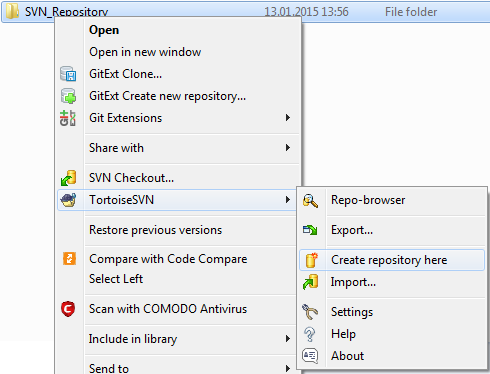 SVN_Repository 13.01.2015 13:56 File folder
Open
Open in new window
GitExt Clone...
GitExt Create new repository...
Git Extensions
Share with
SVN Checkout...
TortoiseSVN
Restore previous versions
Compare with Code Compare
Select Left
Scan with COMODO Antivirus
Include in library
Send to
Repo-browser
Export...
Create repository here
Import...
Settings
Help
About